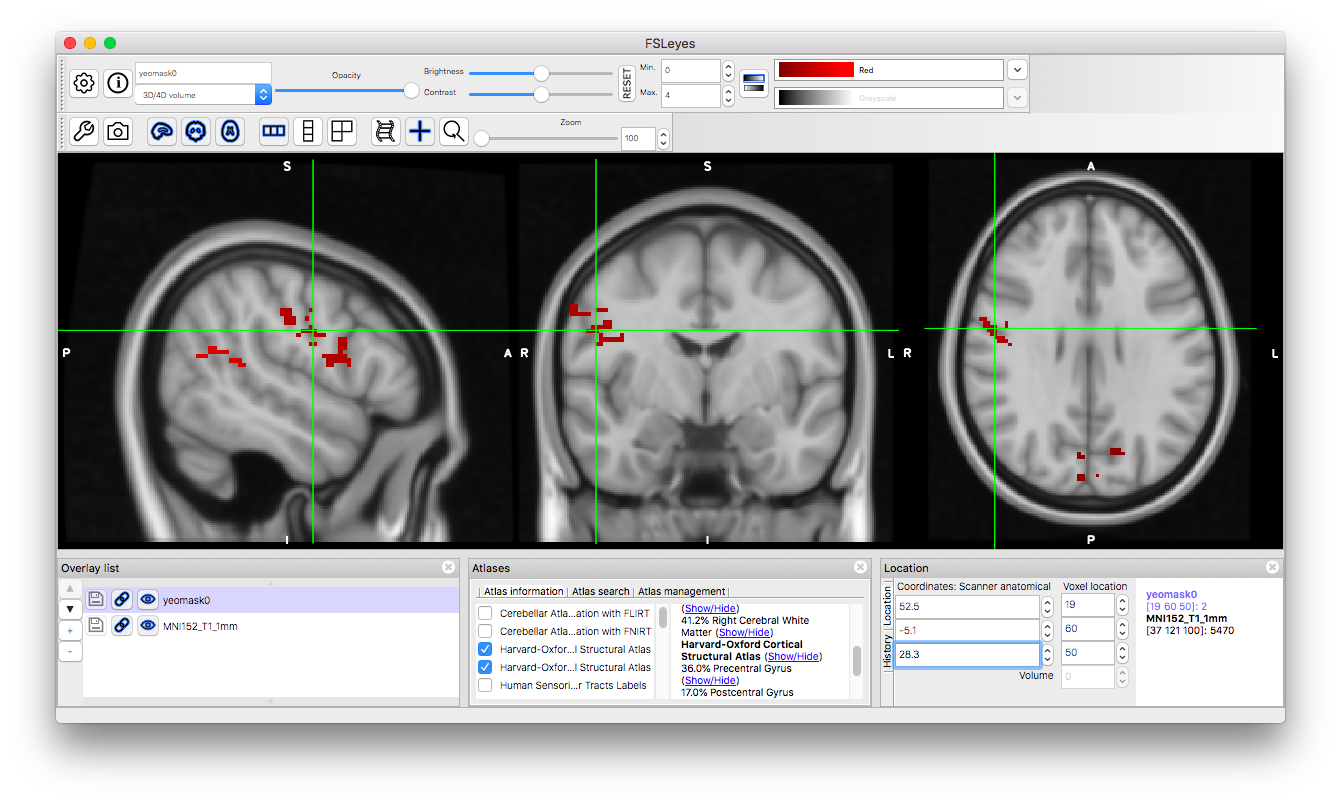 FSLeyes
yeomask0
3D/4D volume
Opacity
Brightness
Contrast
RESET
Min. 0
Max. 4
Red
Greyscale
Zoom
100
S
P
A
I
S
R
L
I
A
R
L
P
Overlay list
yeomask0
MNI152_T1_1mm
+
-
Atlases
Atlas information Atlas search Atlas management
Cerebellar Atla...ation with FLIRT
Cerebellar Atla...ation with FNIRT
Harvard-Oxfor...l Structural Atlas
Harvard-Oxfor...l Structural Atlas
Human Sensori...r Tracts Labels
(Show/Hide)
41.2% Right Cerebral White
Matter (Show/Hide)
Harvard-Oxford Cortical
Structural Atlas (Show/Hide)
36.0% Precentral Gyrus
(Show/Hide)
17.0% Postcentral Gyrus
Location
Location
History
Coordinates: Scanner anatomical Voxel location
52.5 19
-5.1 60
28.3 50
Volume 0
yeomask0
[19 60 50]: 2
MNI152_T1_1mm
[37 121 100]: 5470